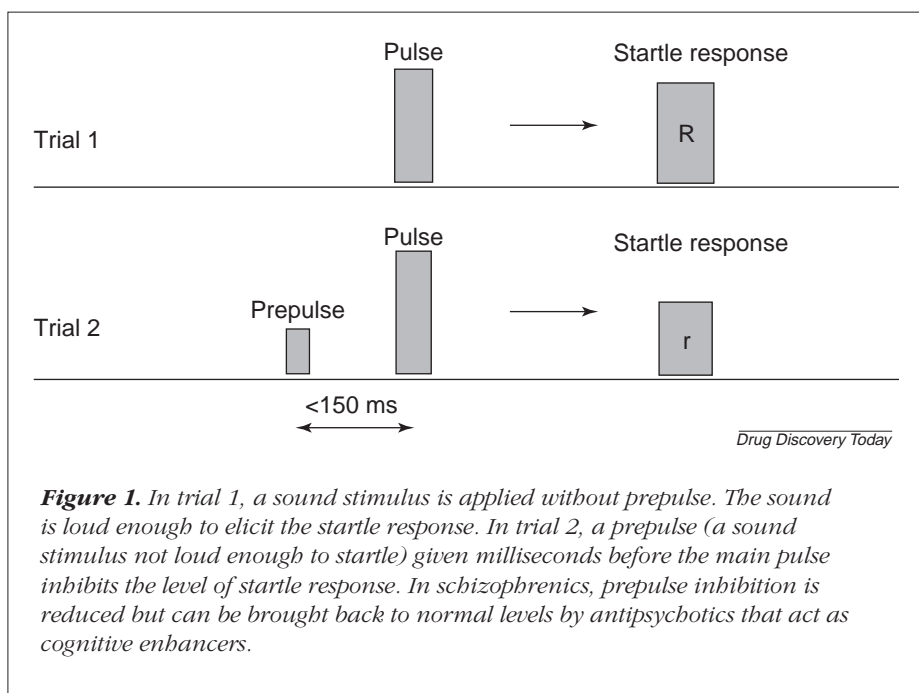 Pulse
Startle response
Trial 1
R
Pulse
Startle response
Prepulse
Trial 2
r
<150 ms
Drug Discovery Today
Figure 1. In trial 1, a sound stimulus is applied without prepulse. The sound
is loud enough to elicit the startle response. In trial 2, a prepulse (a sound
stimulus not loud enough to startle) given milliseconds before the main pulse
inhibits the level of startle response. In schizophrenics, prepulse inhibition is
reduced but can be brought back to normal levels by antipsychotics that act as
cognitive enhancers.